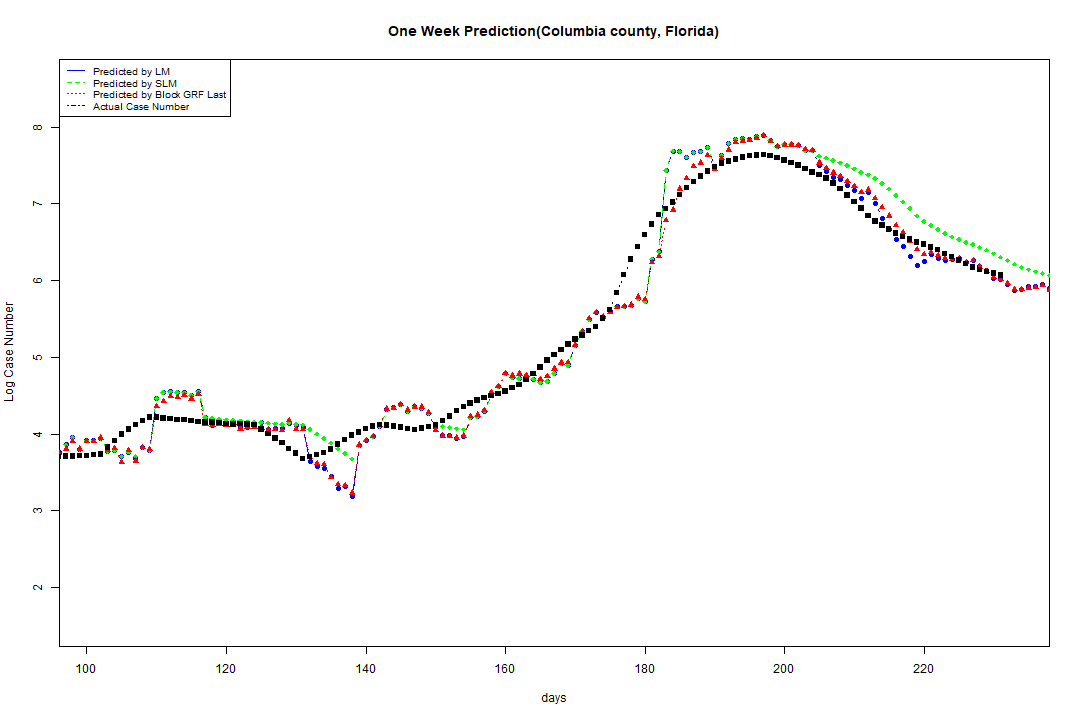 One Week Prediction(Columbia county, Florida)
Predicted by LM
Predicted by SLM
Predicted by Block GRF Last
Actual Case Number
8
7
6
5
4
3
2
Log Case Number
100 120 140 160 180 200 220
days